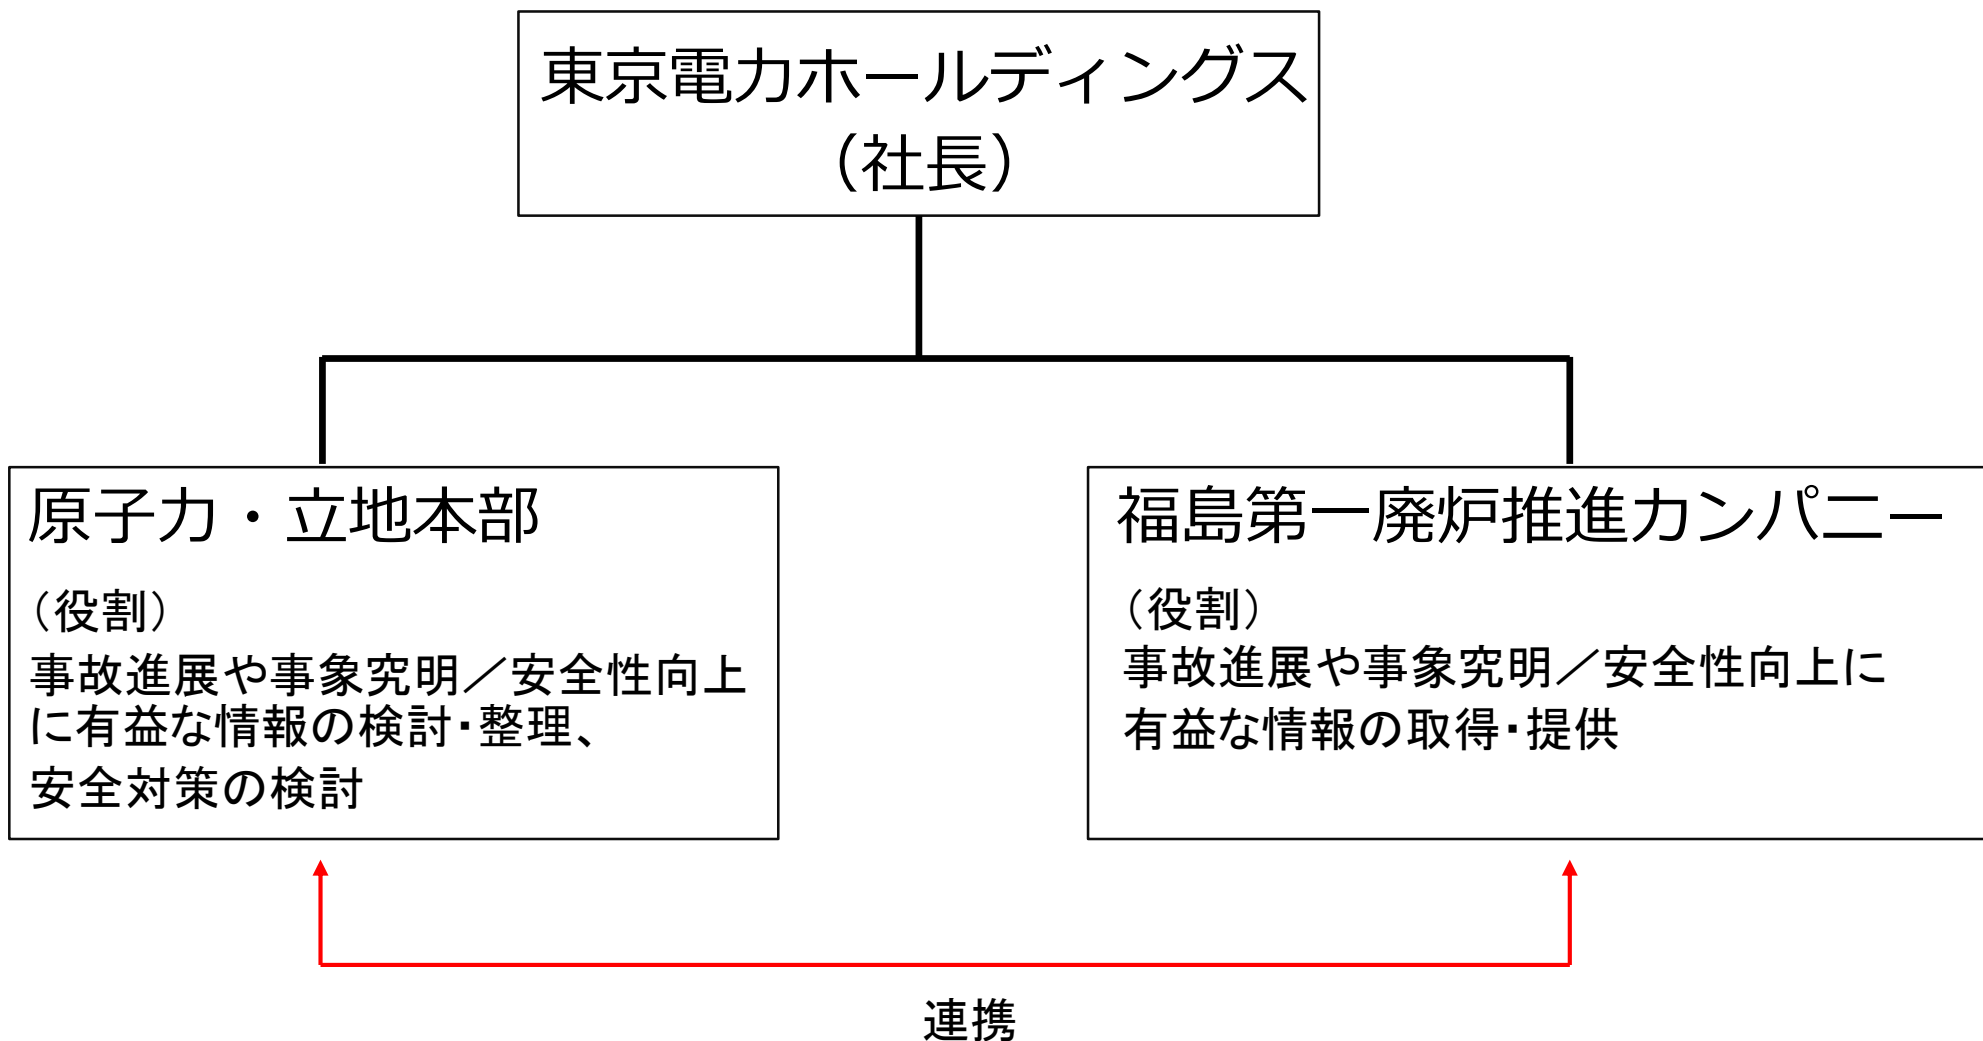 東京電力ホールディングス
（社長）
原子力・立地本部
（役割）
事故進展や事象究明／安全性向上
に有益な情報の検討・整理、
安全対策の検討
福島第一廃炉推進カンパニー
（役割）
事故進展や事象究明／安全性向上に
有益な情報の取得・提供
連携